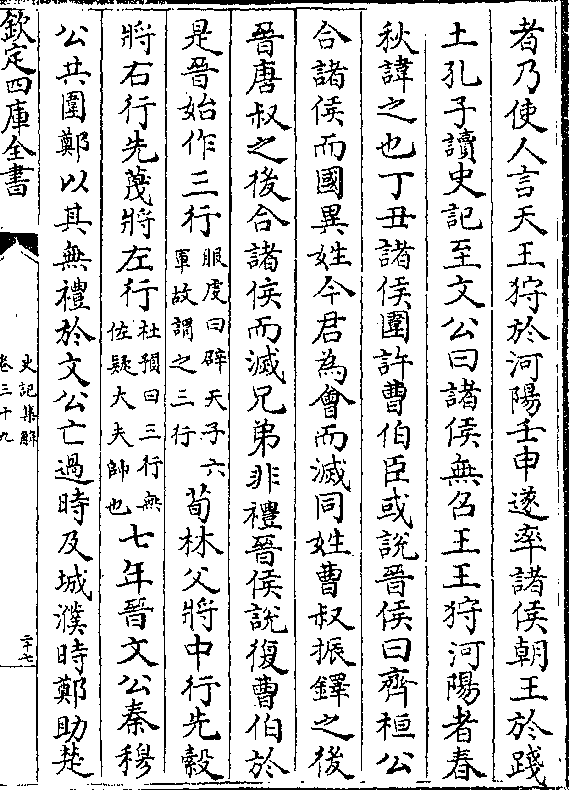 者乃使人言天王狩於河陽壬申遂率諸侯朝王於踐
土孔子讀史記至文公曰諸侯無召王王狩河陽者春
秋諱之也丁丑諸侯圍許曹伯臣或說晉侯曰齊桓公
合諸侯而國異姓今君為會而滅同姓曹叔振鐸之後
晉唐叔之後合諸侯而滅兄弟非禮晉侯說復曹伯於
是晉始作三行服虔曰辟天子六軍故謂之三行荀林父將中行先縠
將右行先蔑將左行杜預曰三行無佐疑大夫帥也七年晉文公秦穆
公共圍鄭以其無禮於文公亡過時及城濮時鄭助楚
欽定四庫全書
史記集解
卷三十九
二十七